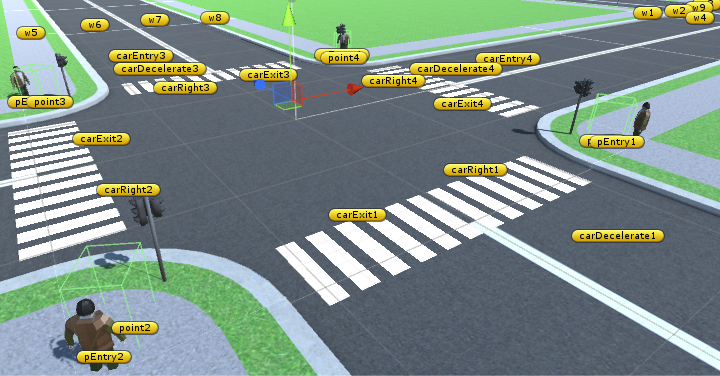 w1
w2
w9
w4
w8
w7
w6
w5
carEntry3
point4
carEntry4
carDecelerate3
carExit3
carDecelerate4
carRight3
carRight4
point3
carExit4
carExit2
pEntry1
carRight1
carRight2
carExit1
carDecelerate1
point2
pEntry2